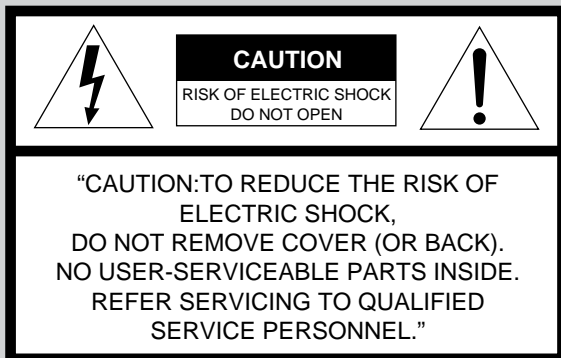 CAUTION
RISK OF ELECTRIC SHOCK
DO NOT OPEN
“CAUTION:TO REDUCE THE RISK OF
ELECTRIC SHOCK,
DO NOT REMOVE COVER (OR BACK).
NO USER-SERVICEABLE PARTS INSIDE.
REFER SERVICING TO QUALIFIED
SERVICE PERSONNEL.”